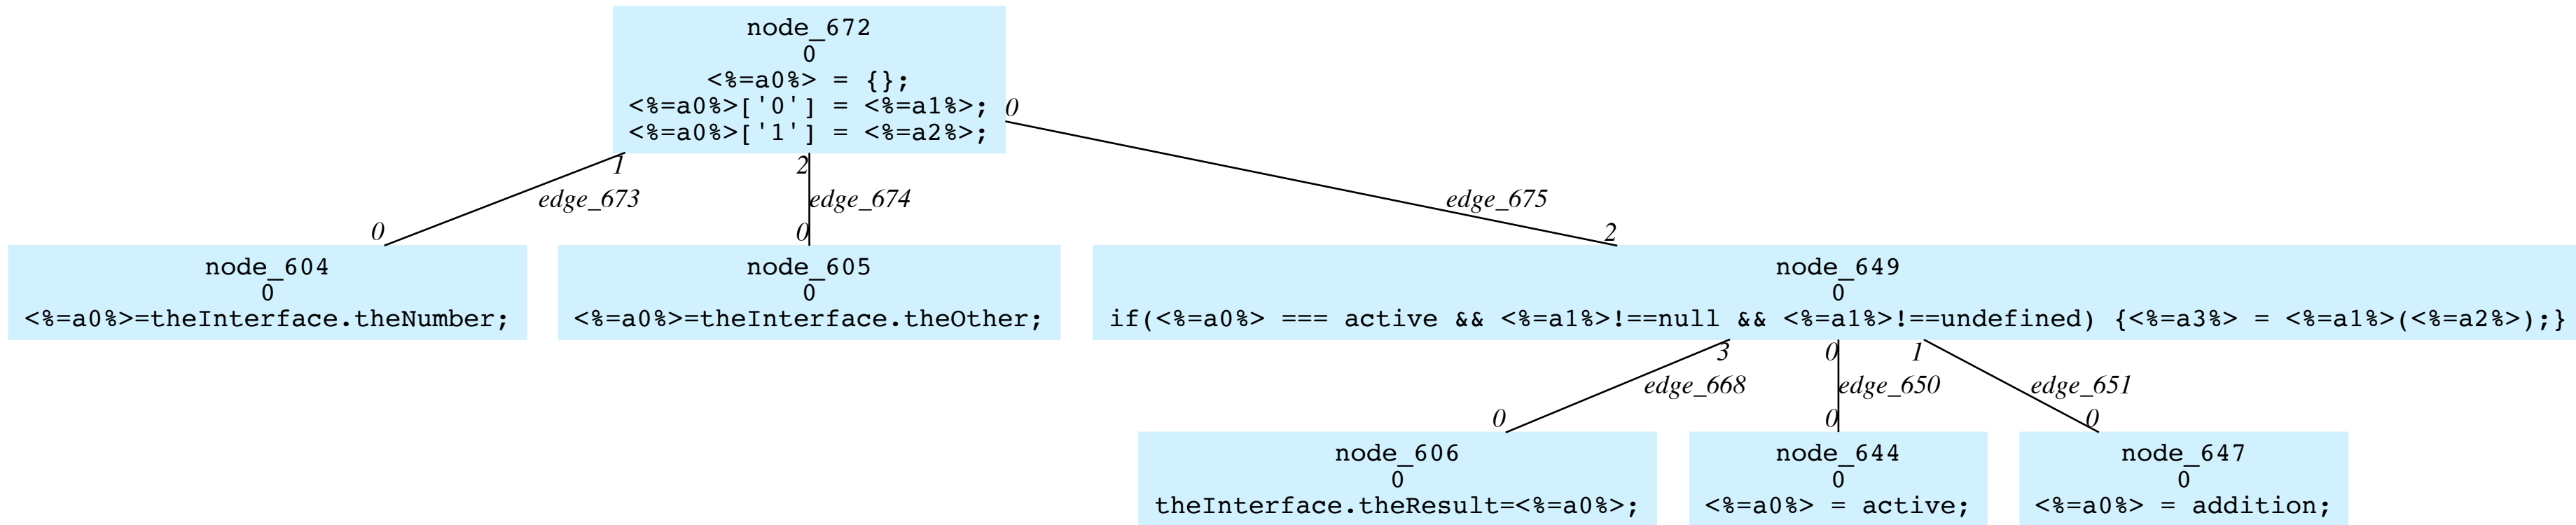 node_672
0
<%=a0%> = {};
<%=a0%>['0'] = <%=a1%>;
<%=a0%>['1'] = <%=a2%>;
0
1
2
edge_673
edge_674
edge_675
0
0
2
node_604
0
<%=a0%>=theInterface.theNumber;
node_605
0
<%=a0%>=theInterface.theOther;
node_649
0
if(<%=a0%> === active && <%=a1%>!==null && <%=a1%>!==undefined) {<%=a3%> = <%=a1%>(<%=a2%>);}
3
0
1
edge_668
edge_650
edge_651
0
0
0
node_606
0
theInterface.theResult=<%=a0%>;
node_644
0
<%=a0%> = active;
node_647
0
<%=a0%> = addition;